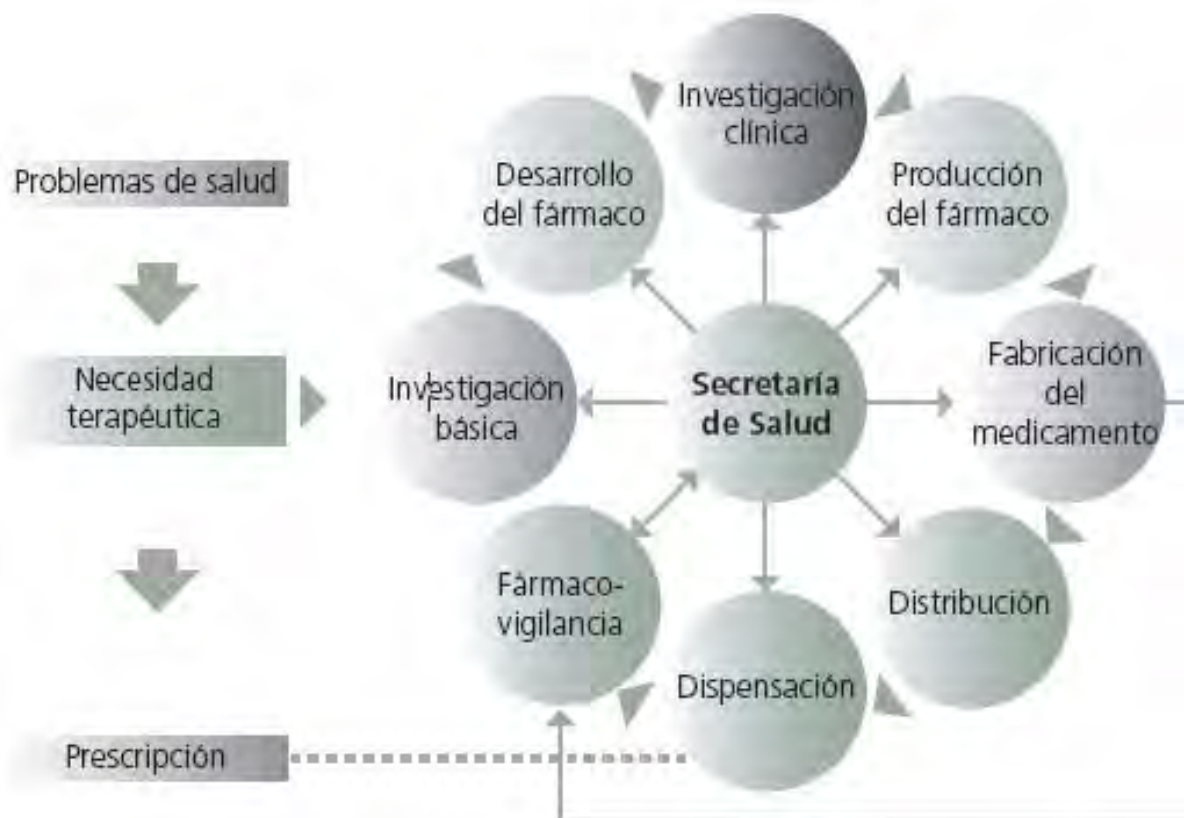 Problemas de salud
Necesidad
terapéutica
Prescripción
Investigación
clínica
Desarrollo
del fármaco
Producción
del fármaco
Investigación
básica
Secretaría
de Salud
Fabricación
del
medicamento
Fármaco-
vigilancia
Distribución
Dispensación